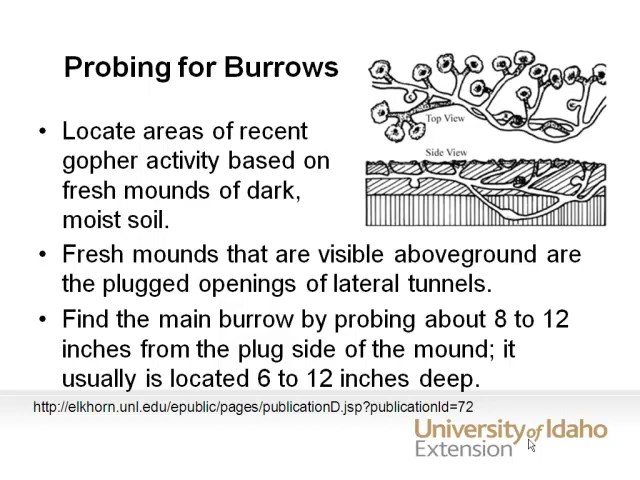 Probing for Burrows
• Locate areas of recent
gopher activity based on
fresh mounds of dark,
moist soil.
Top View
Side View
• Fresh mounds that are visible aboveground are
the plugged openings of lateral tunnels.
• Find the main burrow by probing about 8 to 12
inches from the plug side of the mound; it
usually is located 6 to 12 inches deep.
http://elkhorn.unl.edu/epublic/pages/publicationD.jsp?publicationId=72
University of Idaho
Extension